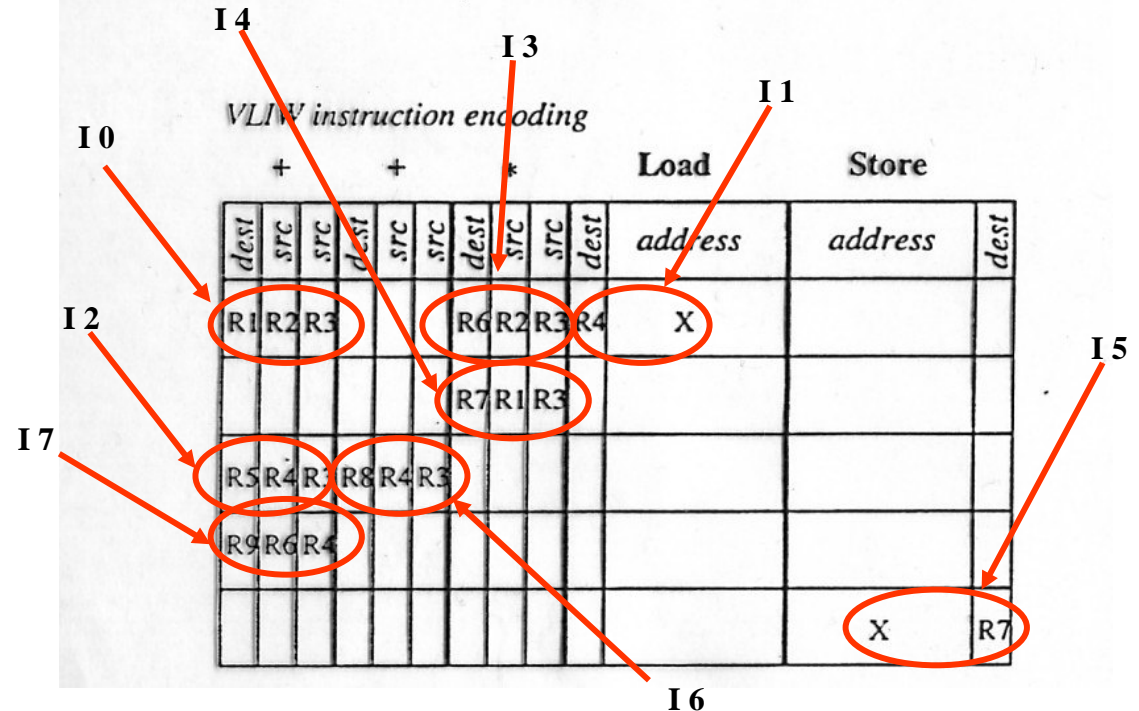 I 4
I 3
I 1
VLIW instruction encoding
I 0
+ + * Load Store
dest src src dest src src dest src src dest address address dest
R1 R2 R3 R6 R2 R3 R4 X
I 2
I 5
R7 R1 R3
I 7
R5 R4 R3 R8 R4 R3
R9 R6 R4
X R7
I 6